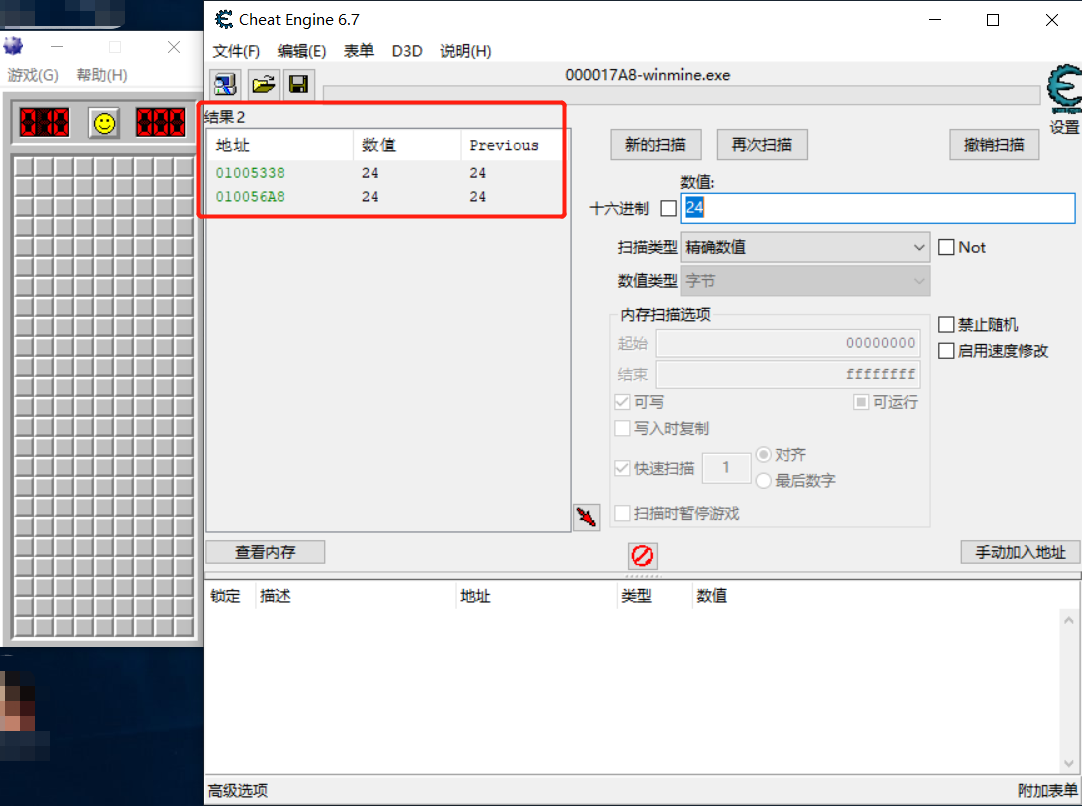 Cheat Engine 6.7
文件(F) 编辑(E) 表单 D3D 说明(H)
000017A8-winmine.exe
设置
游戏(G) 帮助(H)
结果 2
地址 数值 Previous
01005338 24 24
010056A8 24 24
新的扫描 再次扫描 撤销扫描
数值:
十六进制 24
扫描类型 精确数值 Not
数值类型 字节
内存扫描选项
起始 00000000
结束 ffffffff
可写 可运行
写入时复制
快速扫描 1 对齐
最后数字
扫描时暂停游戏
禁止随机
启用速度修改
查看内存 手动加入地址
锁定 描述 地址 类型 数值
高级选项 附加表单